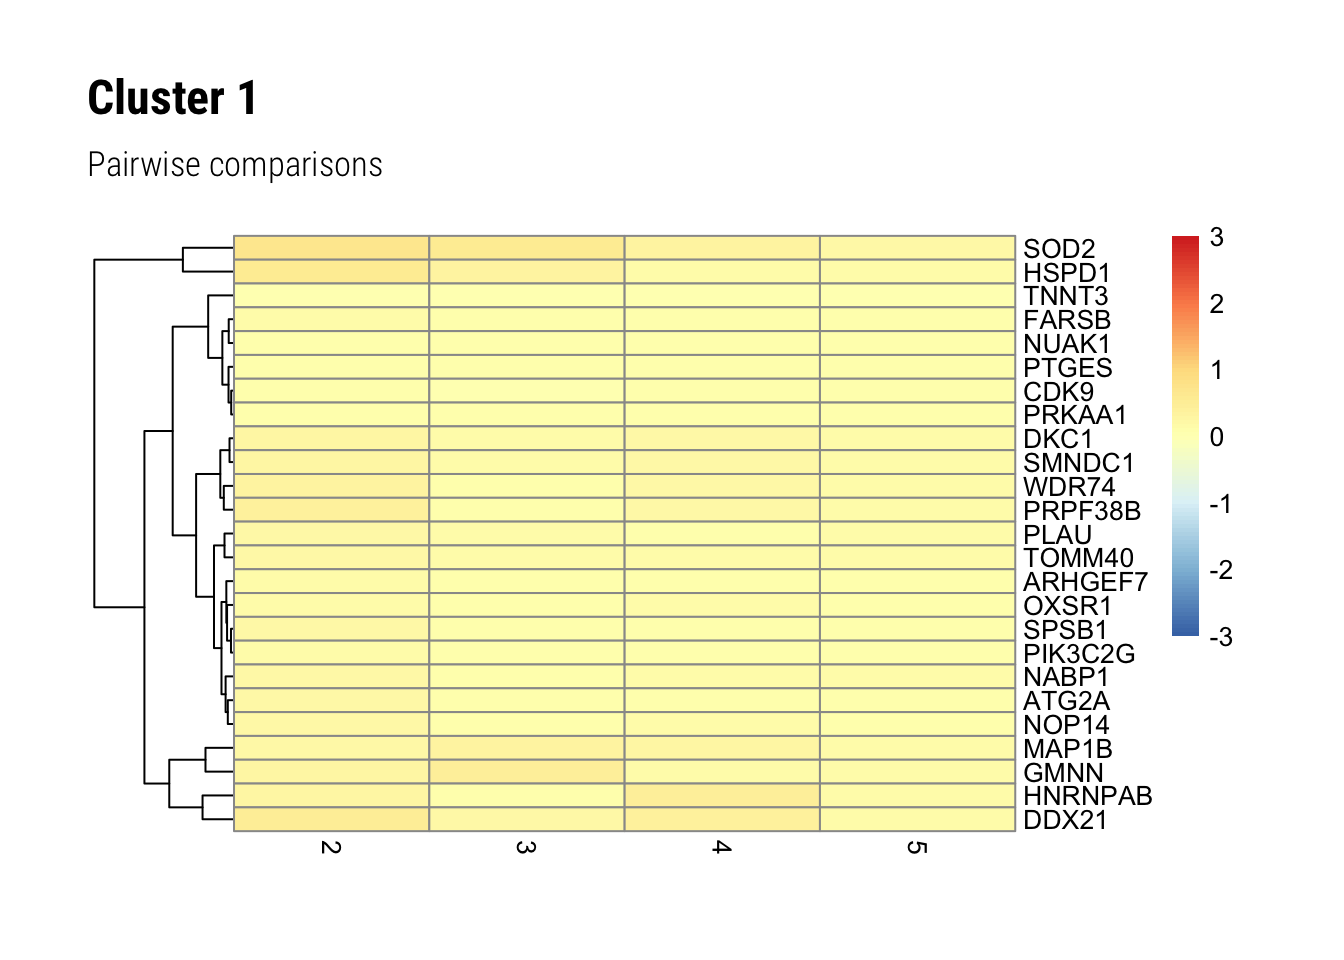 Cluster 1
Pairwise comparisons
SOD2
HSPD1
TNNT3
FARSB
NUAK1
PTGES
CDK9
PRKAA1
DKC1
SMNDC1
WDR74
PRPF38B
PLAU
TOMM40
ARHGEF7
OXSR1
SPSB1
PIK3C2G
NABP1
ATG2A
NOP14
MAP1B
GMNN
HNRNPAB
DDX21
2 3 4 5
3
2
1
0
-1
-2
-3